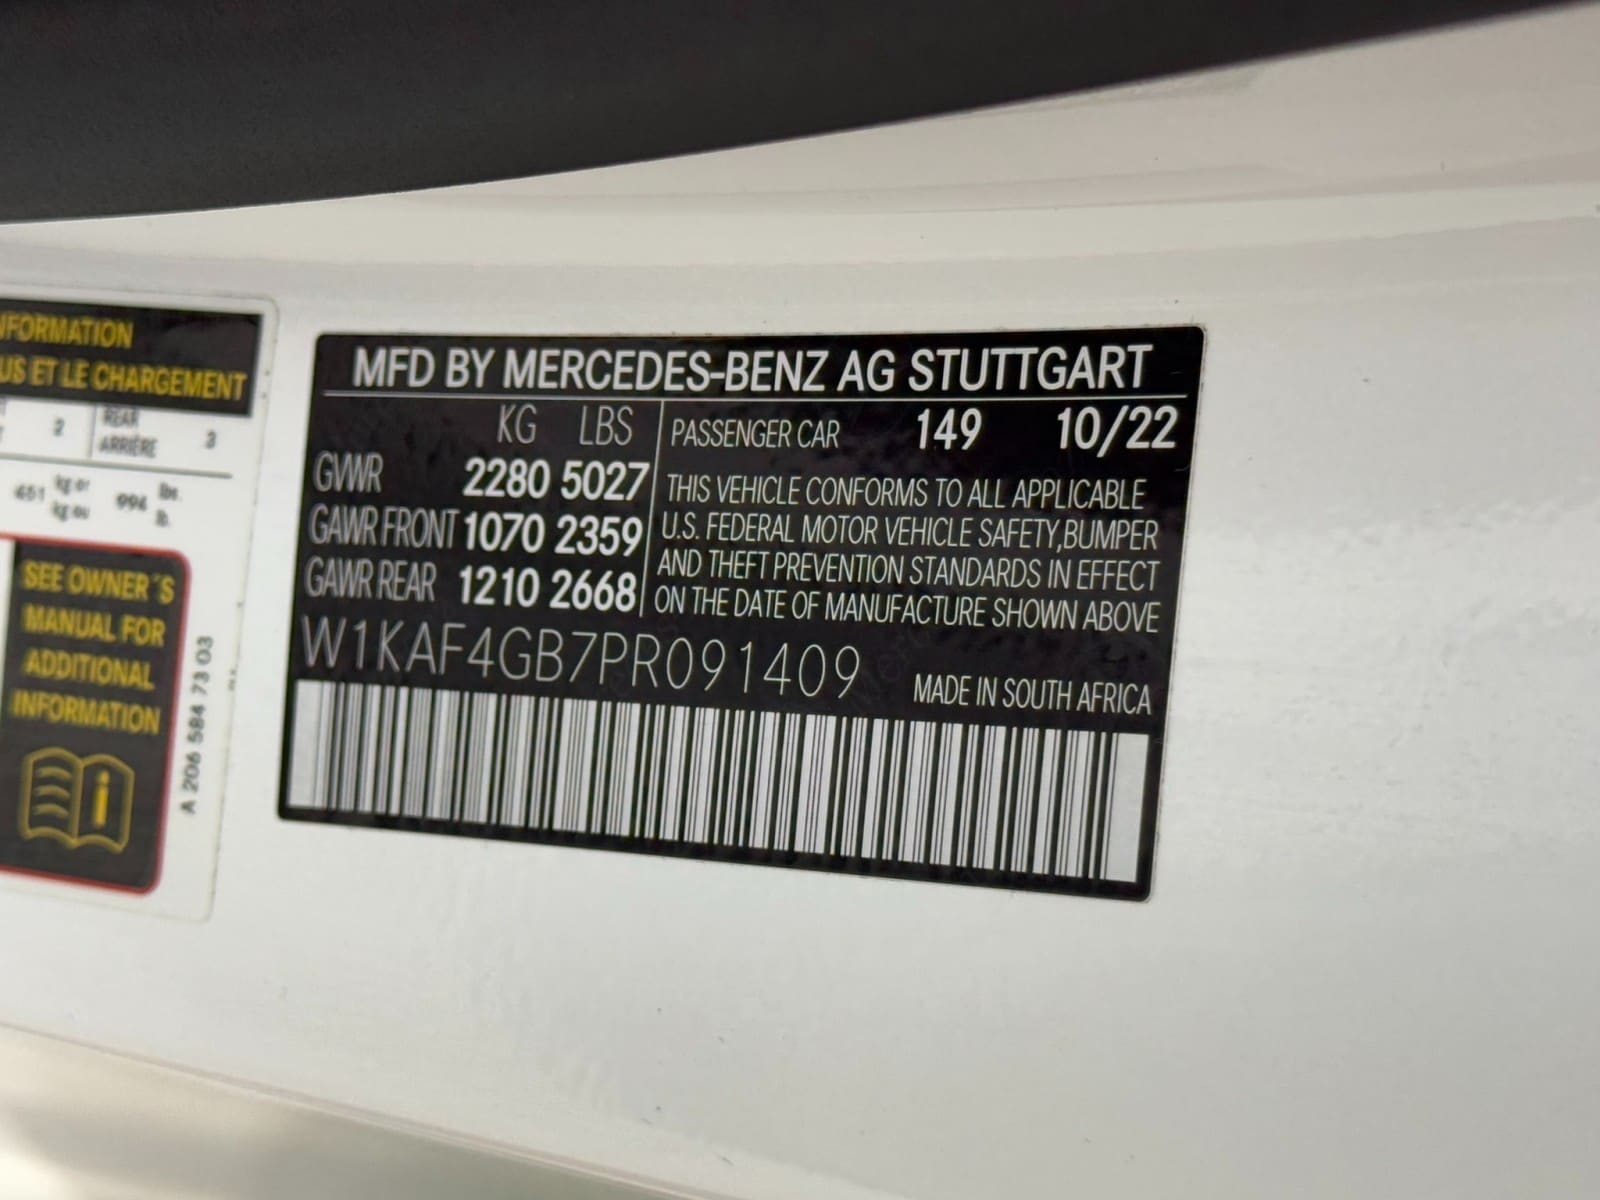 NFORMATION
US ET LE CHARGEMENT
2 REAR ARRIÈRE 3
451 kg or kg ou 994 lbs. lb.
SEE OWNER´S
MANUAL FOR
ADDITIONAL
INFORMATION
A 206 584 73 03
MFD BY MERCEDES-BENZ AG STUTTGART
KG LBS
GVWR 2280 5027
GAWR FRONT 1070 2359
GAWR REAR 1210 2668
PASSENGER CAR 149 10/22
THIS VEHICLE CONFORMS TO ALL APPLICABLE
U.S. FEDERAL MOTOR VEHICLE SAFETY,BUMPER
AND THEFT PREVENTION STANDARDS IN EFFECT
ON THE DATE OF MANUFACTURE SHOWN ABOVE
W1KAF4GB7PR091409
MADE IN SOUTH AFRICA